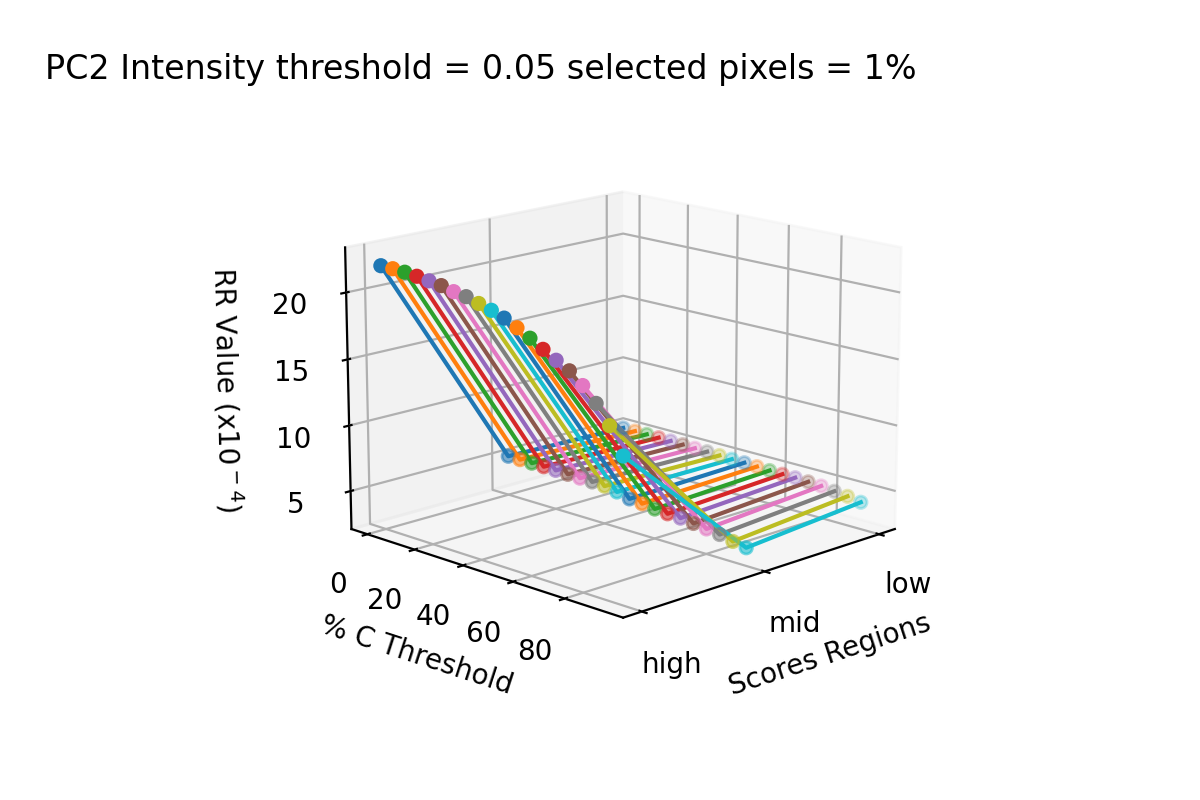 PC2 Intensity threshold = 0.05 selected pixels = 1%
RR Value (x10⁻⁴)
20
15
10
5
0
20
40
60
80
% C Threshold
high
mid
low
Scores Regions